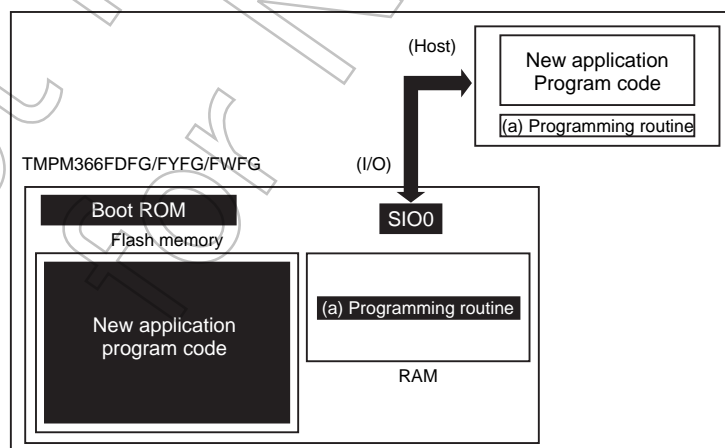 (Host)
New application
Program code
(a) Programming routine
TMPM366FDFG/FYFG/FWFG
(I/O)
Boot ROM
SIO0
Flash memory
New application
program code
(a) Programming routine
RAM